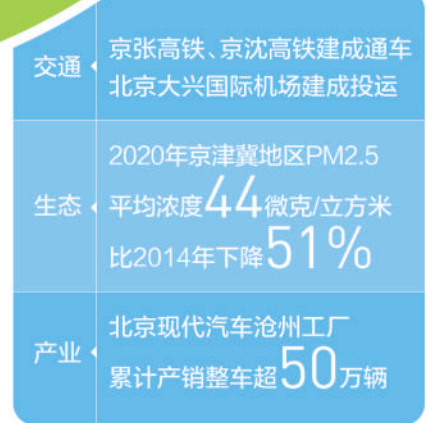 交通
京张高铁、京沈高铁建成通车
北京大兴国际机场建成投运
生态
2020年京津冀地区PM2.5
平均浓度44微克/立方米
比2014年下降51%
产业
北京现代汽车沧州工厂
累计产销整车超50万辆